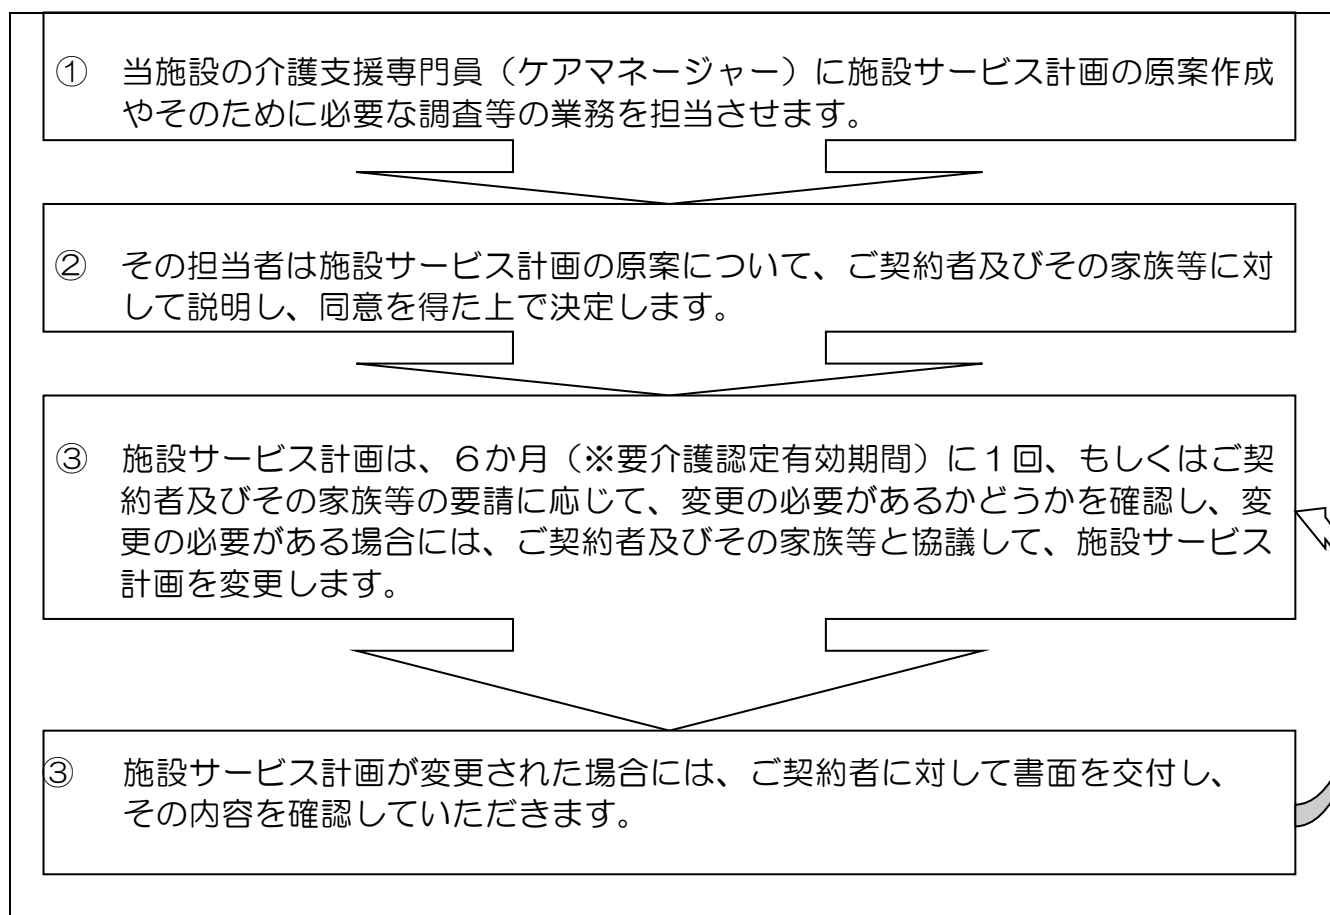 ① 当施設の介護支援専門員（ケアマネージャー）に施設サービス計画の原案作成
やそのために必要な調査等の業務を担当させます。
② その担当者は施設サービス計画の原案について、ご契約者及びその家族等に対
して説明し、同意を得た上で決定します。
③ 施設サービス計画は、６か月（※要介護認定有効期間）に１回、もしくはご契
約者及びその家族等の要請に応じて、変更の必要があるかどうかを確認し、変
更の必要がある場合には、ご契約者及びその家族等と協議して、施設サービス
計画を変更します。
③ 施設サービス計画が変更された場合には、ご契約者に対して書面を交付し、
その内容を確認していただきます。